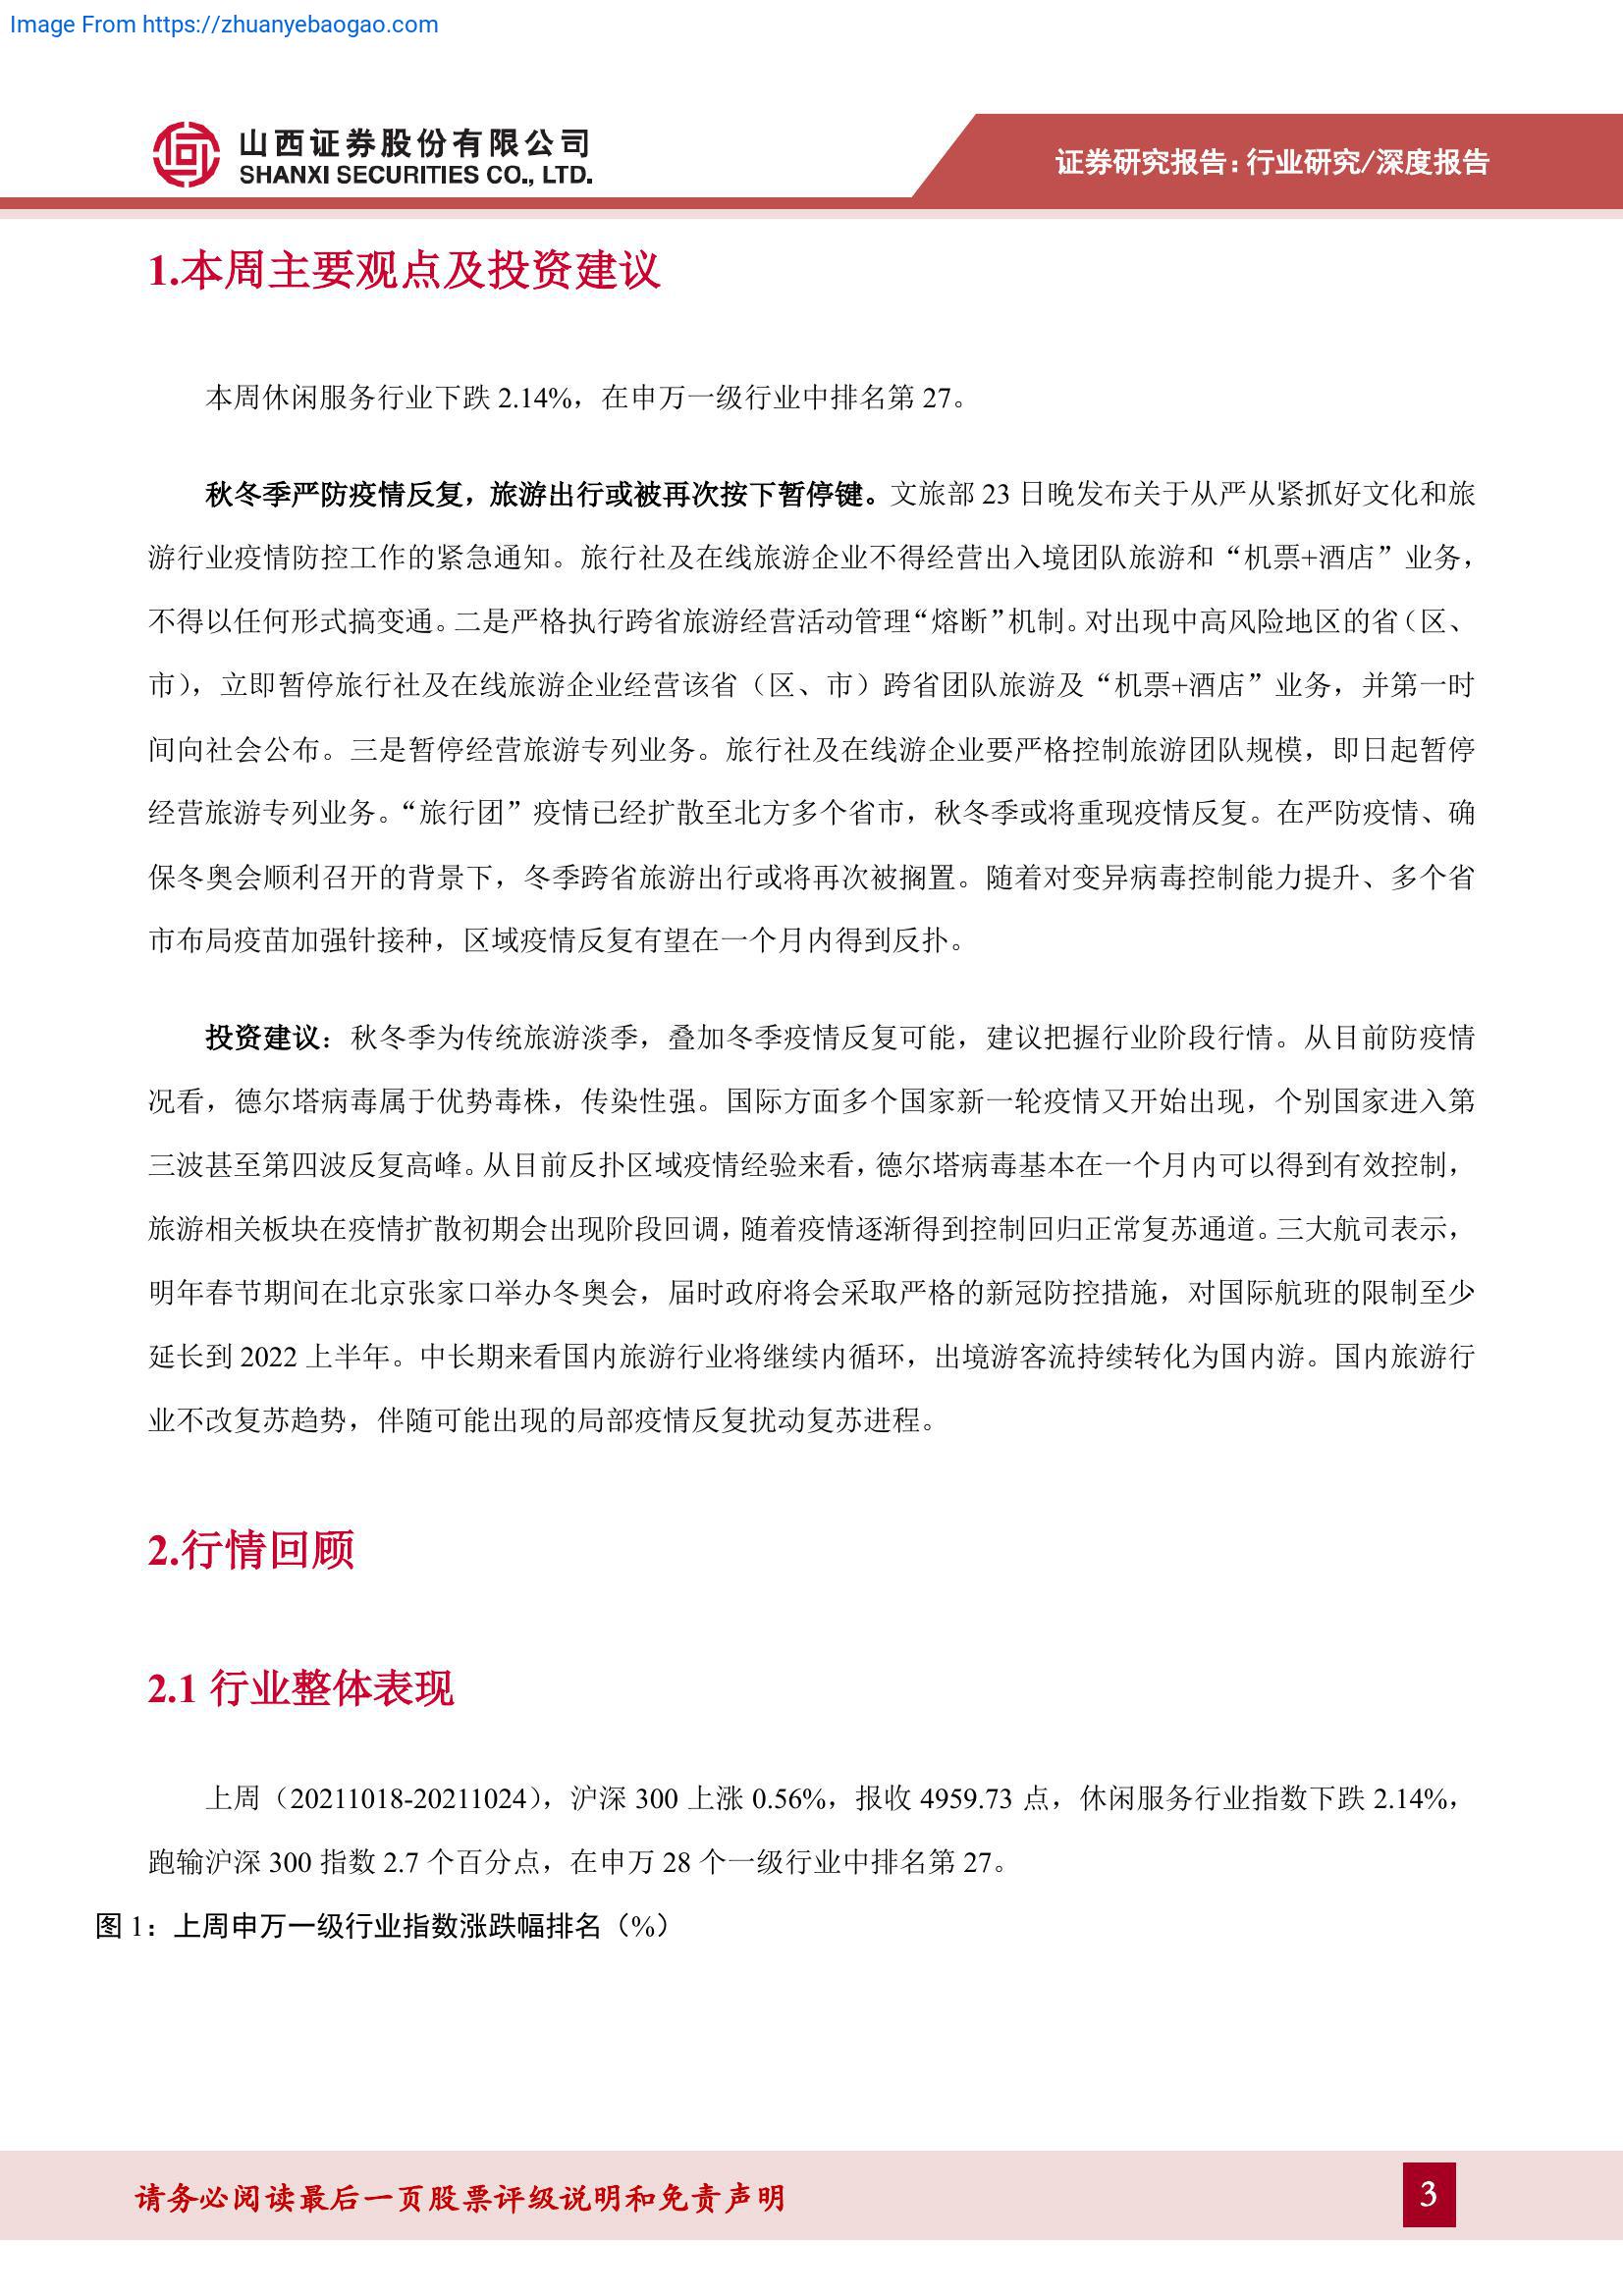 Image From https://zhuanyebaogao.com
山西证券股份有限公司
SHANXI SECURITIES CO., LTD.
证券研究报告:行业研究/深度报告
1.本周主要观点及投资建议
本周休闲服务行业下跌 2.14%，在申万一级行业中排名第 27。
秋冬季严防疫情反复，旅游出行或被再次按下暂停键。文旅部 23 日晚发布关于从严从紧抓好文化和旅
游行业疫情防控工作的紧急通知。旅行社及在线旅游企业不得经营出入境团队旅游和“机票+酒店”业务，
不得以任何形式搞变通。二是严格执行跨省旅游经营活动管理“熔断”机制。对出现中高风险地区的省（区、
市），立即暂停旅行社及在线旅游企业经营该省（区、市）跨省团队旅游及“机票+酒店”业务，并第一时
间向社会公布。三是暂停经营旅游专列业务。旅行社及在线游企业要严格控制旅游团队规模，即日起暂停
经营旅游专列业务。“旅行团”疫情已经扩散至北方多个省市，秋冬季或将重现疫情反复。在严防疫情、确
保冬奥会顺利召开的背景下，冬季跨省旅游出行或将再次被搁置。随着对变异病毒控制能力提升、多个省
市布局疫苗加强针接种，区域疫情反复有望在一个月内得到反扑。
投资建议：秋冬季为传统旅游淡季，叠加冬季疫情反复可能，建议把握行业阶段行情。从目前防疫情
况看，德尔塔病毒属于优势毒株，传染性强。国际方面多个国家新一轮疫情又开始出现，个别国家进入第
三波甚至第四波反复高峰。从目前反扑区域疫情经验来看，德尔塔病毒基本在一个月内可以得到有效控制，
旅游相关板块在疫情扩散初期会出现阶段回调，随着疫情逐渐得到控制回归正常复苏通道。三大航司表示，
明年春节期间在北京张家口举办冬奥会，届时政府将会采取严格的新冠防控措施，对国际航班的限制至少
延长到 2022 上半年。中长期来看国内旅游行业将继续内循环，出境游客流持续转化为国内游。国内旅游行
业不改复苏趋势，伴随可能出现的局部疫情反复扰动复苏进程。
2.行情回顾
2.1 行业整体表现
上周（20211018-20211024），沪深 300 上涨 0.56%，报收 4959.73 点，休闲服务行业指数下跌 2.14%，
跑输沪深 300 指数 2.7 个百分点，在申万 28 个一级行业中排名第 27。
图 1：上周申万一级行业指数涨跌幅排名（%）
请务必阅读最后一页股票评级说明和免责声明
3